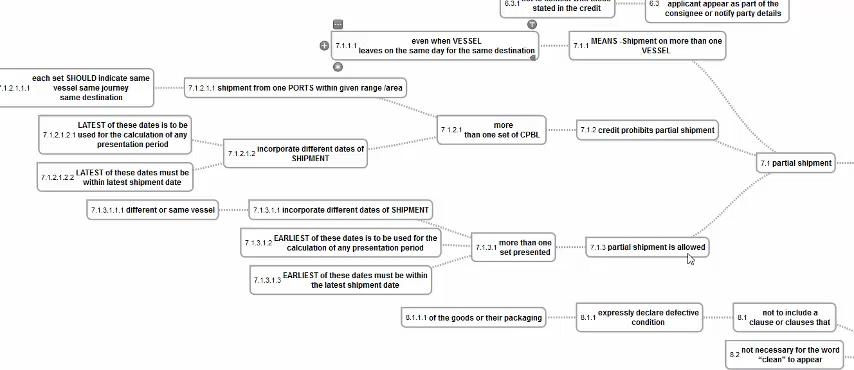 stated in the credit
6.3.1
6.3
applicant appear as part of the
consignee or notify party details
7.1.1.1 even when VESSEL
leaves on the same day for the same destination
7.1.1 MEANS -Shipment on more than one
VESSEL
7.1.2.1.1.1 each set SHOULD indicate same
vessel same journey
same destination
7.1.2.1.1 shipment from one PORTS within given range /area
7.1.2.1.2.1 LATEST of these dates is to be
used for the calculation of any
presentation period
7.1.2.1.2 incorporate different dates of
SHIPMENT
7.1.2.1 more
than one set of CPBL
7.1.2 credit prohibits partial shipment
7.1.2.1.2.2 LATEST of these dates must be
within latest shipment date
7.1 partial shipment
7.1.3.1.1.1 different or same vessel
7.1.3.1.1 incorporate different dates of SHIPMENT
7.1.3.1.2 EARLIEST of these dates is to be used for the
calculation of any presentation period
7.1.3.1 more than one
set presented
7.1.3 partial shipment is allowed
7.1.3.1.3 EARLIEST of these dates must be within
the latest shipment date
8.1.1.1 of the goods or their packaging
8.1.1 expressly declare defective
condition
8.1 not to include a
clause or clauses that
8.2 not necessary for the word
"clean" to appear